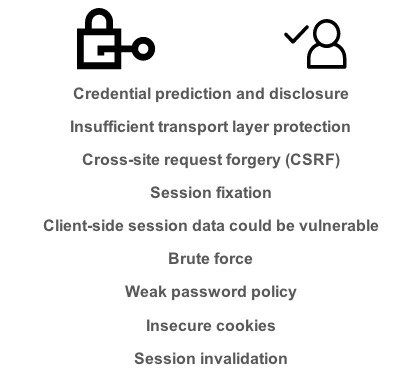 Credential prediction and disclosure
Insufficient transport layer protection
Cross-site request forgery (CSRF)
Session fixation
Client-side session data could be vulnerable
Brute force
Weak password policy
Insecure cookies
Session invalidation